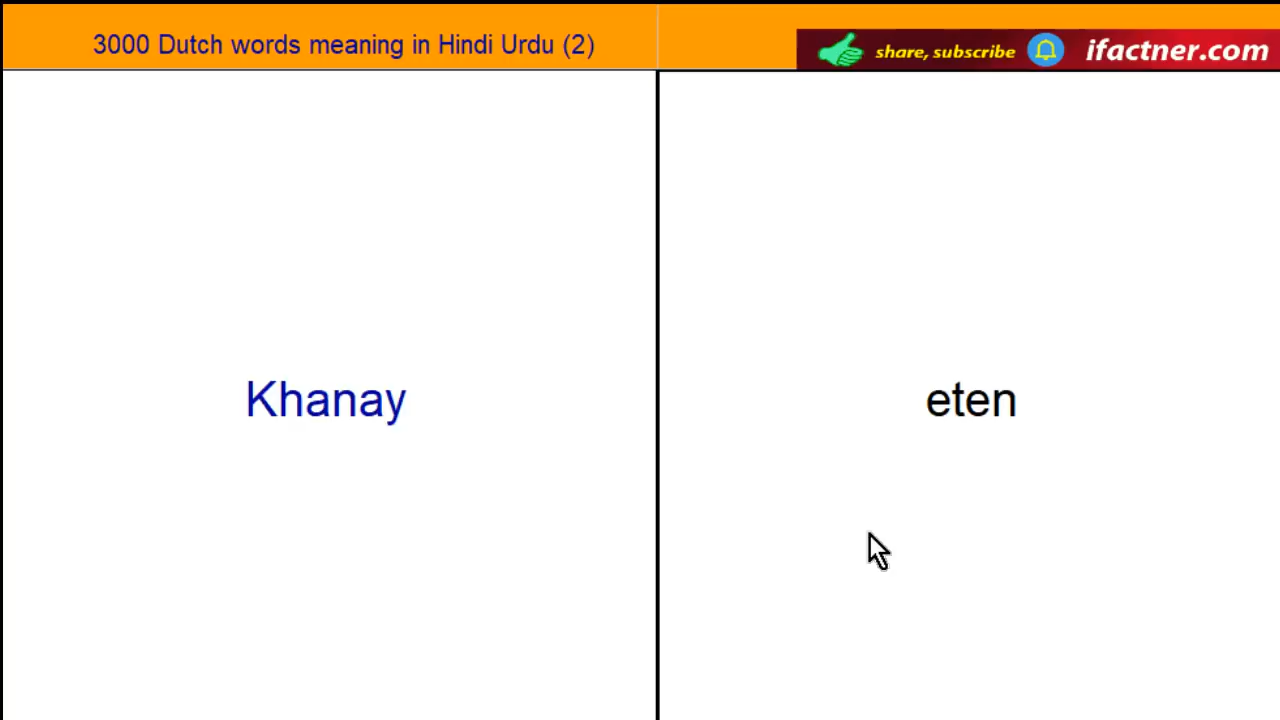 3000 Dutch words meaning in Hindi Urdu (2)
share, subscribe
ifactner.com
Khanay
eten